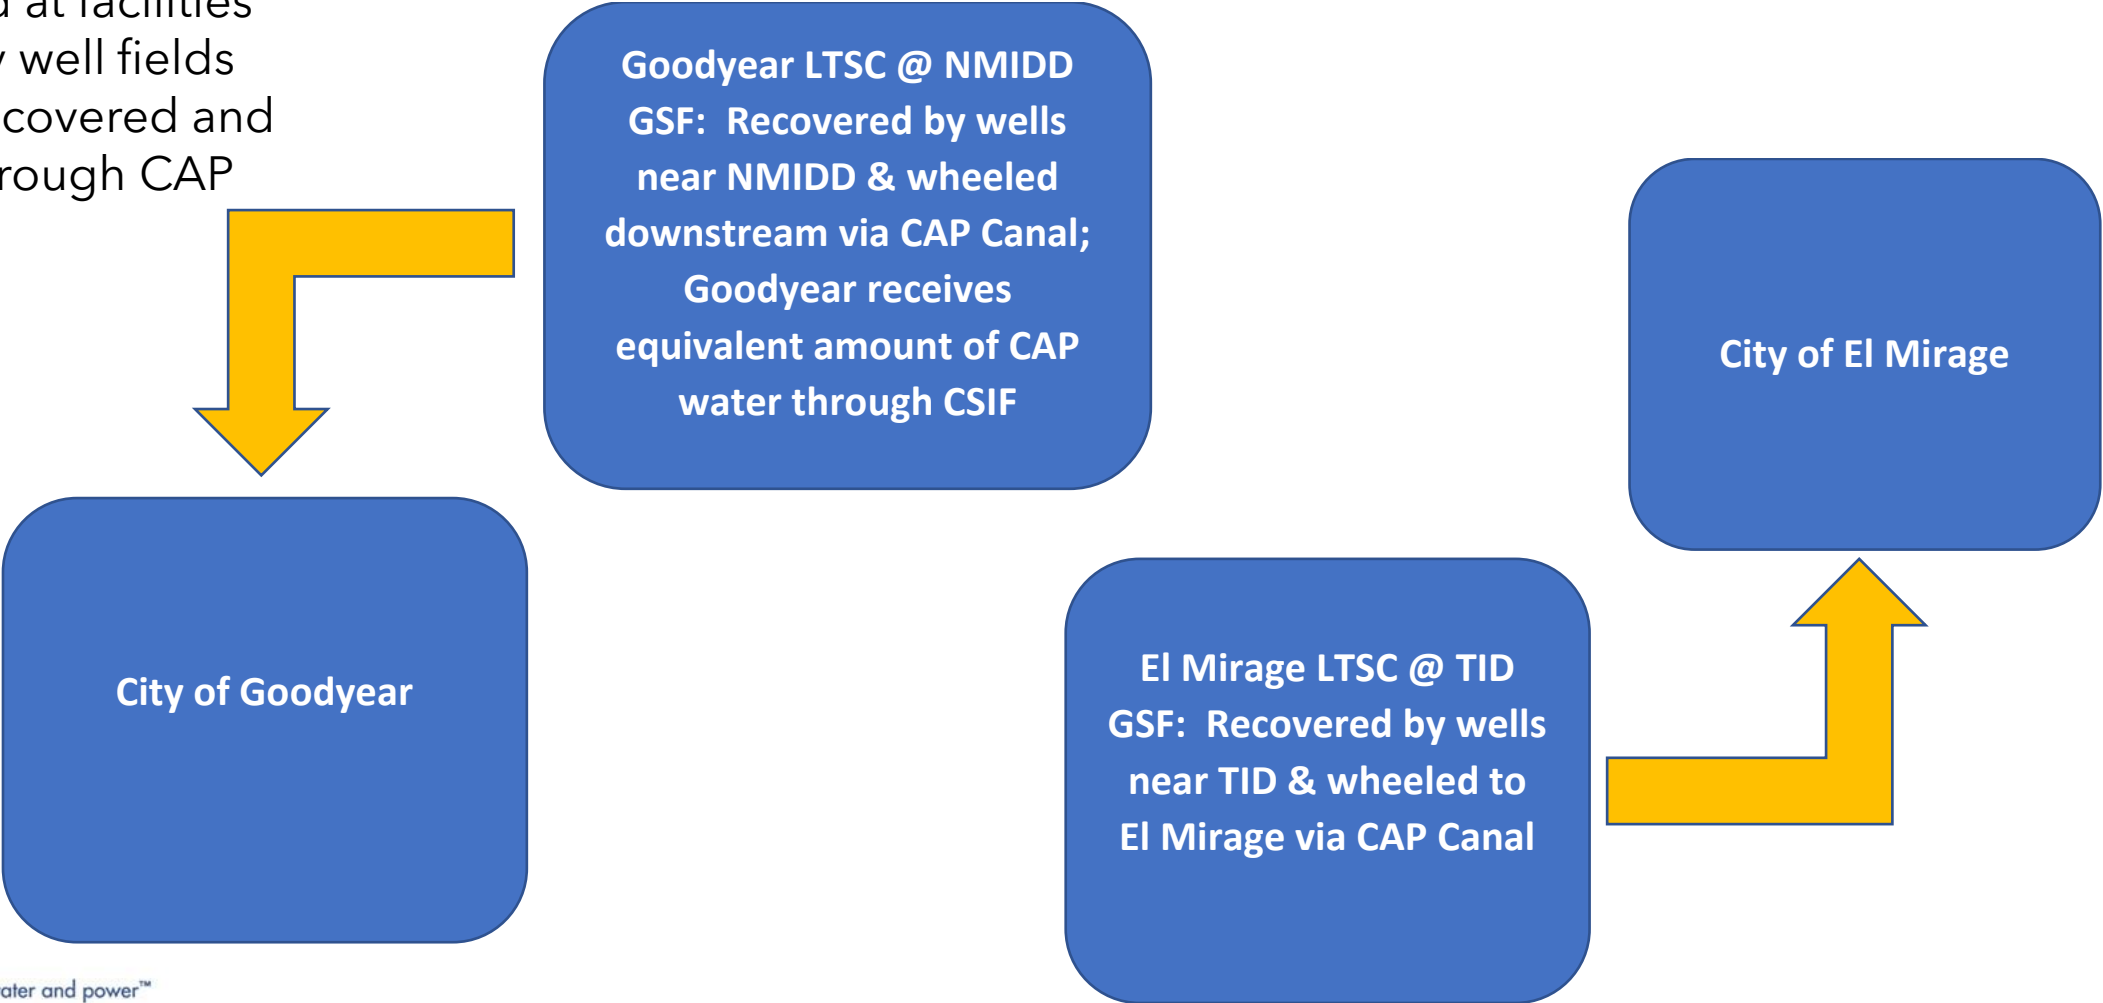 at facilities
well fields
covered and
rough CAP
Goodyear LTSC @ NMIDD
GSF: Recovered by wells
near NMIDD & wheeled
downstream via CAP Canal;
Goodyear receives
equivalent amount of CAP
water through CSIF
City of El Mirage
City of Goodyear
El Mirage LTSC @ TID
GSF: Recovered by wells
near TID & wheeled to
El Mirage via CAP Canal
ater and power™